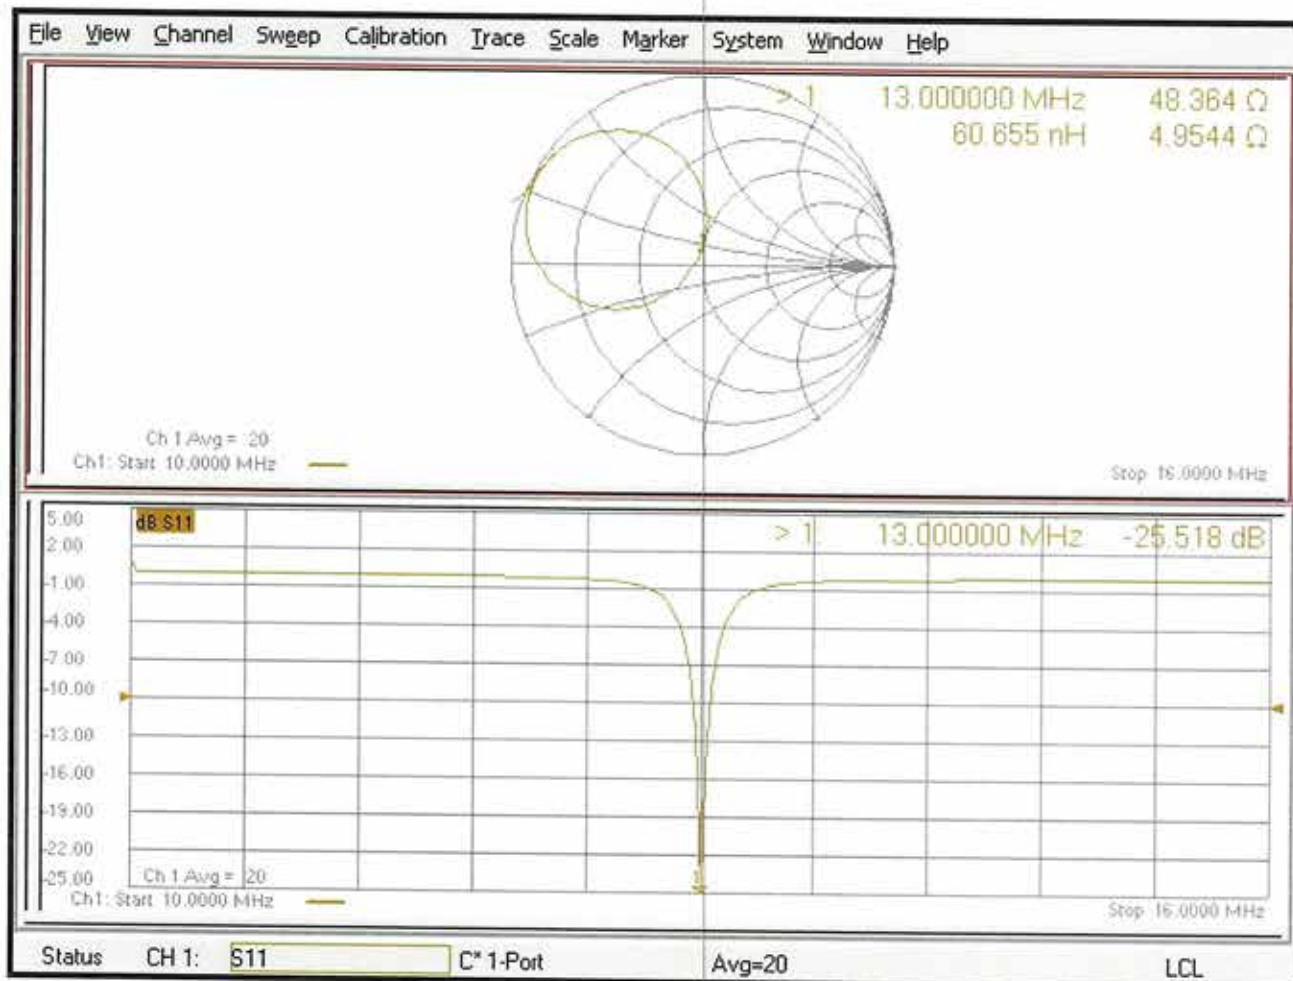 File View Channel Sweep Calibration Trace Scale Marker System Window Help
> 1 13.000000 MHz 48.364 Ω
60.655 nH 4.9544 Ω
Ch 1 Avg = 20
Ch1: Start 10.0000 MHz
Stop 16.0000 MHz
5.00
dB S11
> 1 13.000000 MHz -25.518 dB
2.00
-1.00
-4.00
-7.00
-10.00
-13.00
-16.00
-19.00
-22.00
-25.00
Ch 1 Avg = 20
Ch1: Start 10.0000 MHz
Stop 16.0000 MHz
Status CH 1: S11 C* 1-Port Avg=20 LCL